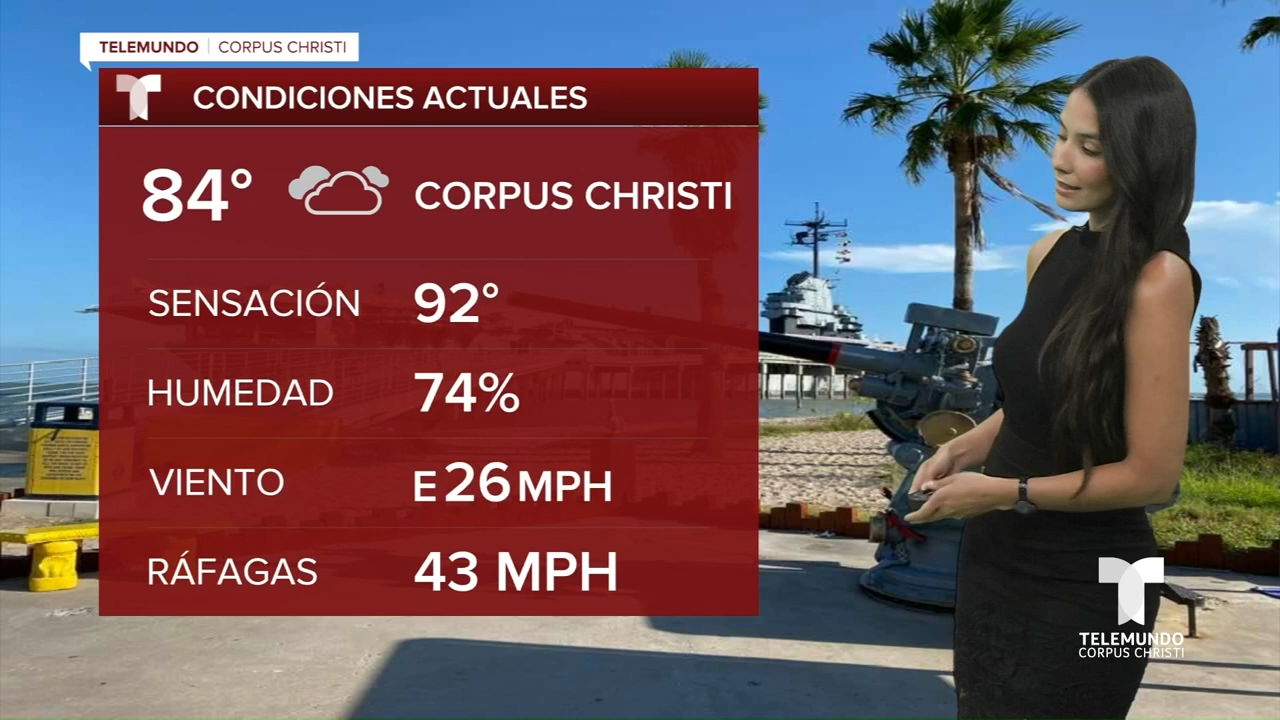 TELEMUNDO | CORPUS CHRISTI
CONDICIONES ACTUALES
84° CORPUS CHRISTI
SENSACIÓN 92°
HUMEDAD 74%
VIENTO E 26 MPH
RÁFAGAS 43 MPH
TELEMUNDO
CORPUS CHRISTI